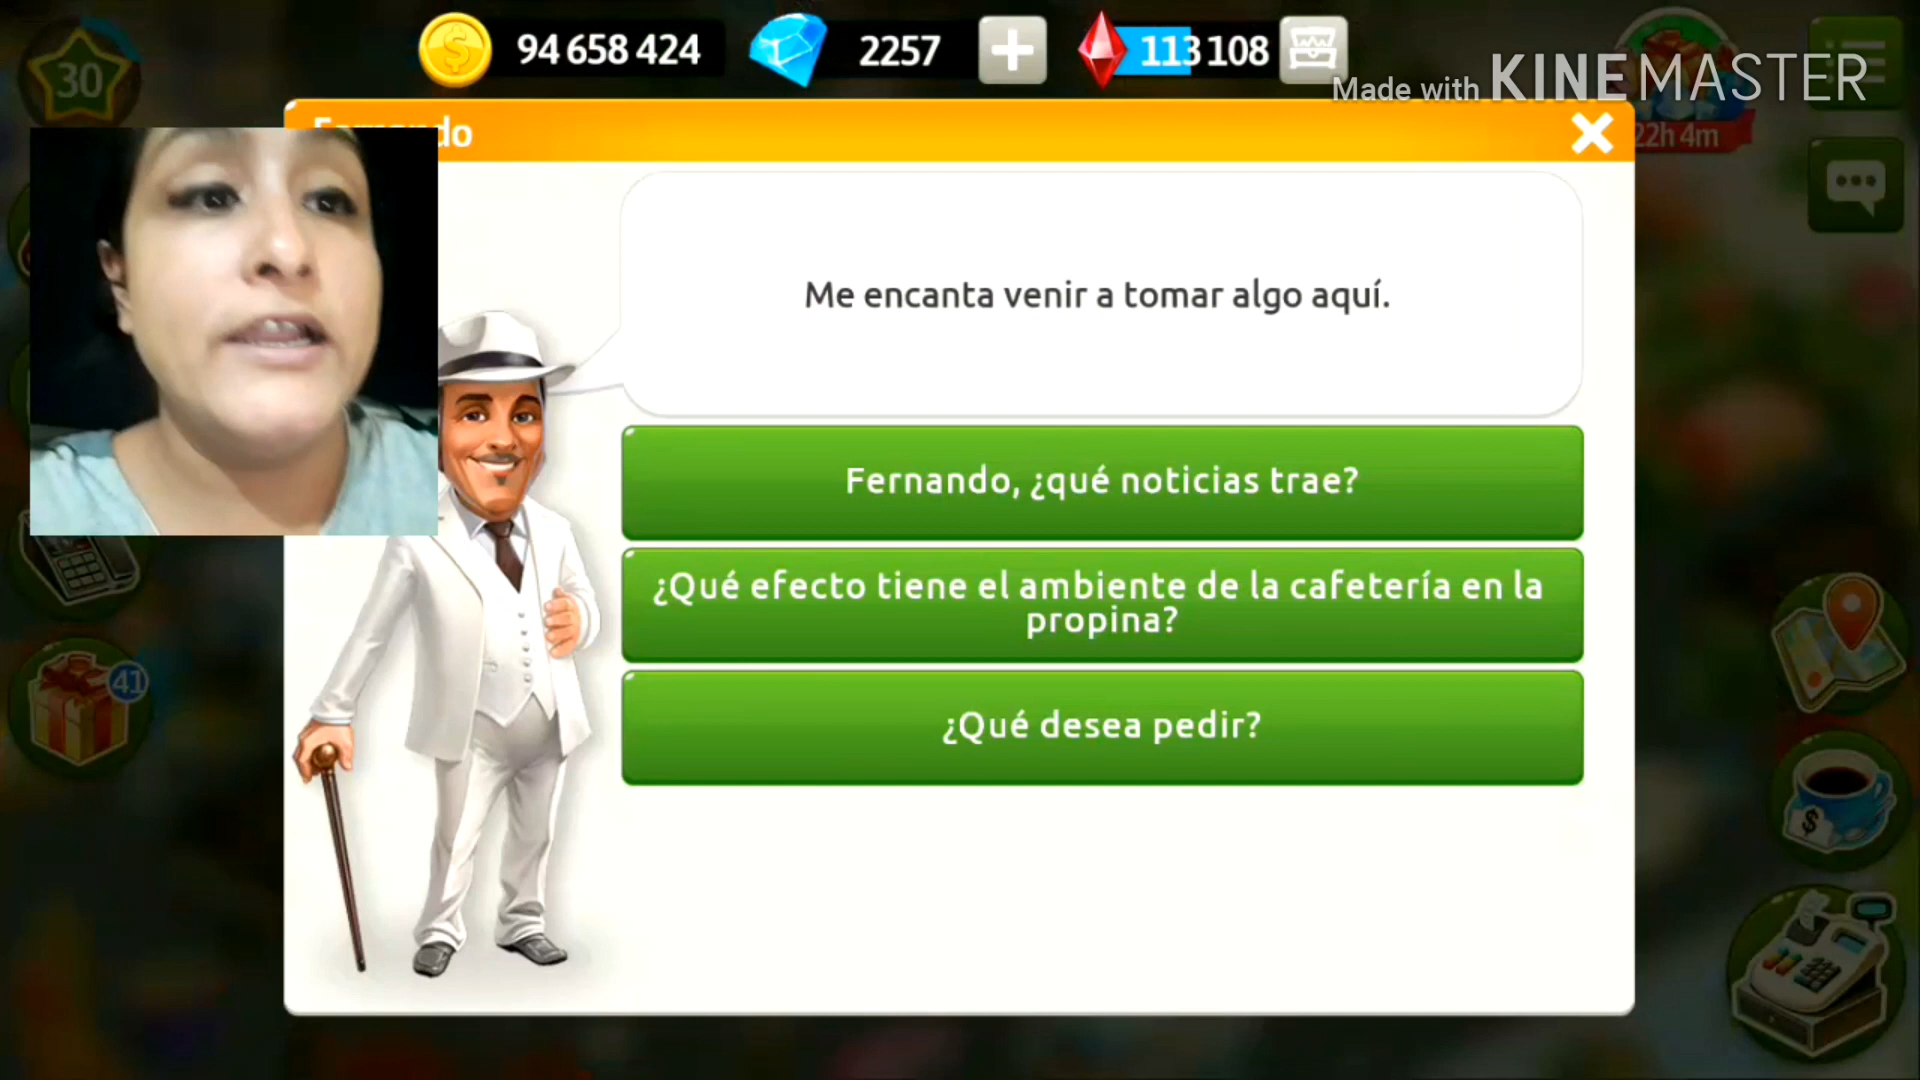 30
94 658 424
2257
113 108
Made with KINEMASTER
22h 4m
Fernando
Me encanta venir a tomar algo aquí.
Fernando, ¿qué noticias trae?
¿Qué efecto tiene el ambiente de la cafetería en la
propina?
¿Qué desea pedir?
41
$